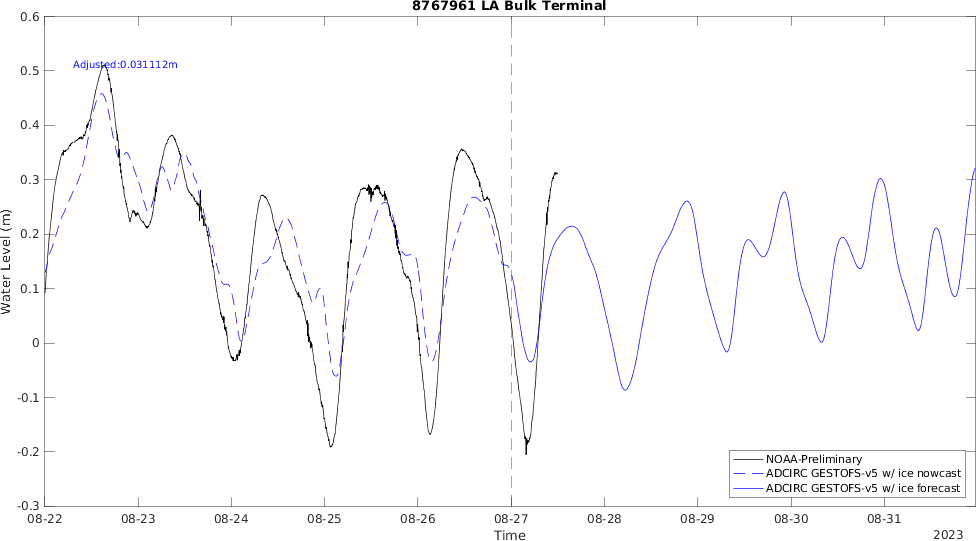 8767961 LA Bulk Terminal
0.6
0.5
0.4
0.3
0.2
0.1
0
-0.1
-0.2
-0.3
Water Level (m)
Adjusted:0.031112m
NOAA-Preliminary
ADCIRC GESTOFS-v5 w/ ice nowcast
ADCIRC GESTOFS-v5 w/ ice forecast
08-22 08-23 08-24 08-25 08-26 08-27 08-28 08-29 08-30 08-31
Time
2023